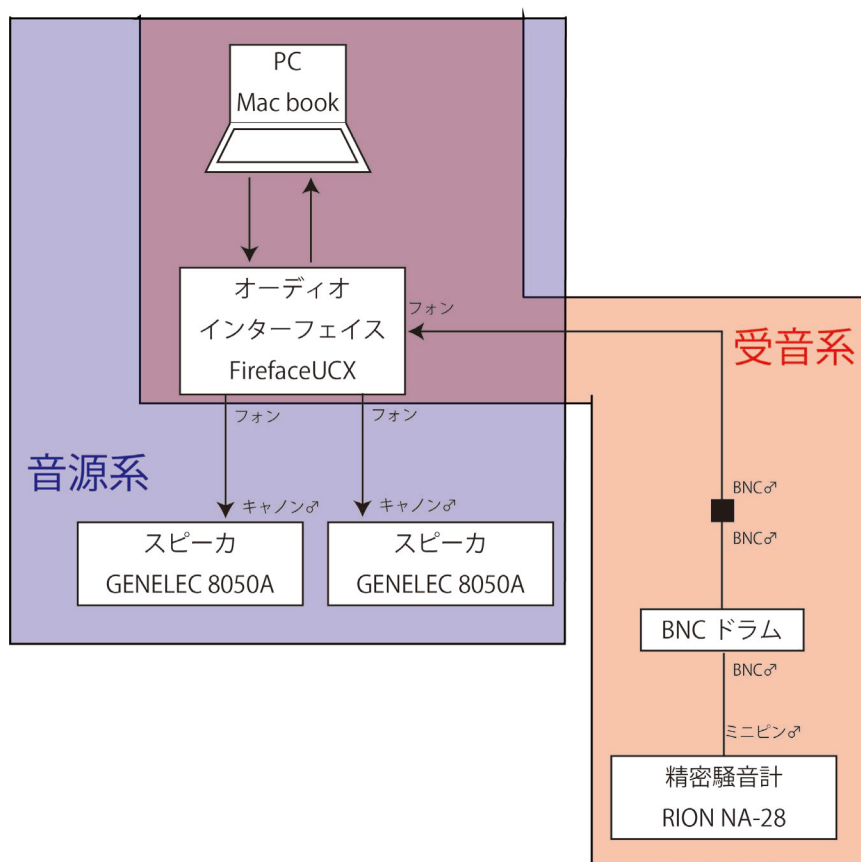 PC
Mac book
オーディオ
インターフェイス
FirefaceUCX
フォン
受音系
フォン
フォン
音源系
キャノン♂
キャノン♂
スピーカ
GENELEC 8050A
スピーカ
GENELEC 8050A
BNC♂
BNC♂
BNC ドラム
BNC♂
ミニピン♂
精密騒音計
RION NA-28